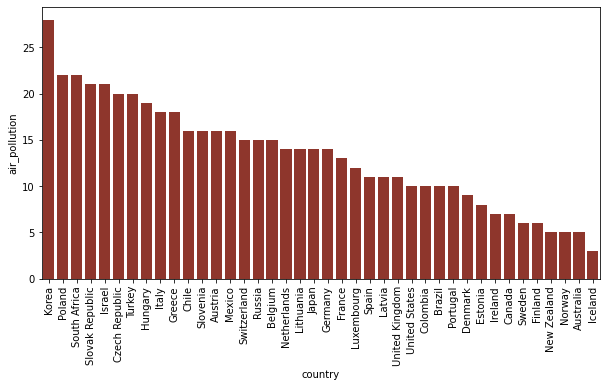 air_pollution
25
20
15
10
5
0
Korea
Poland
South Africa
Slovak Republic
Israel
Czech Republic
Turkey
Hungary
Italy
Greece
Chile
Slovenia
Austria
Mexico
Switzerland
Russia
Belgium
Netherlands
Lithuania
Japan
Germany
France
Luxembourg
Spain
Latvia
United Kingdom
United States
Colombia
Brazil
Portugal
Denmark
Estonia
Ireland
Canada
Sweden
Finland
New Zealand
Norway
Australia
Iceland
country